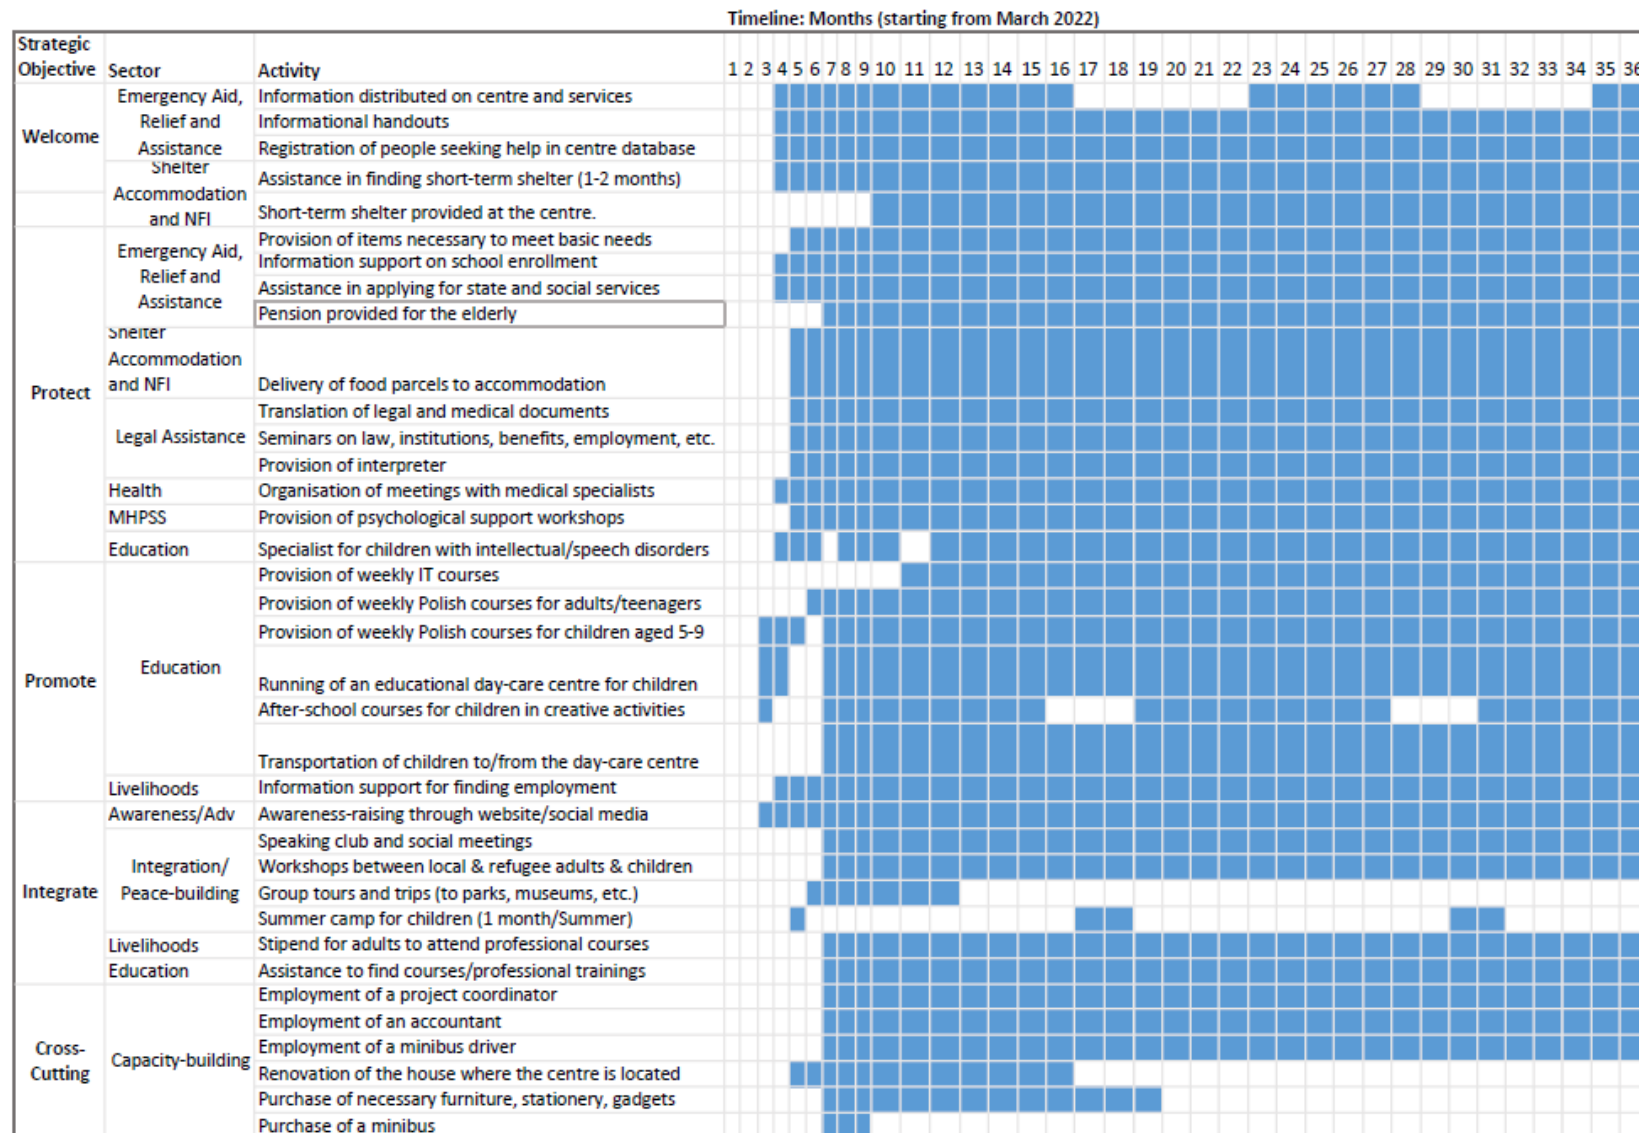 Timeline: Months (starting from March 2022)
Strategic
Objective Sector Activity 1 2 3 4 5 6 7 8 9 10 11 12 13 14 15 16 17 18 19 20 21 22 23 24 25 26 27 28 29 30 31 32 33 34 35 36
Welcome
Emergency Aid,
Relief and
Assistance
Information distributed on centre and services
Informational handouts
Registration of people seeking help in centre database
Shelter
Accommodation
and NFI
Assistance in finding short-term shelter (1-2 months)
Short-term shelter provided at the centre.
Protect
Emergency Aid,
Relief and
Assistance
Provision of items necessary to meet basic needs
Information support on school enrollment
Assistance in applying for state and social services
Pension provided for the elderly
Shelter
Accommodation
and NFI
Delivery of food parcels to accommodation
Legal Assistance
Translation of legal and medical documents
Seminars on law, institutions, benefits, employment, etc.
Provision of interpreter
Health Organisation of meetings with medical specialists
MHPSS Provision of psychological support workshops
Education Specialist for children with intellectual/speech disorders
Promote
Education
Provision of weekly IT courses
Provision of weekly Polish courses for adults/teenagers
Provision of weekly Polish courses for children aged 5-9
Running of an educational day-care centre for children
After-school courses for children in creative activities
Transportation of children to/from the day-care centre
Livelihoods Information support for finding employment
Integrate
Awareness/Adv Awareness-raising through website/social media
Integration/
Peace-building
Speaking club and social meetings
Workshops between local & refugee adults & children
Group tours and trips (to parks, museums, etc.)
Summer camp for children (1 month/Summer)
Livelihoods Stipend for adults to attend professional courses
Education Assistance to find courses/professional trainings
Cross-
Cutting
Capacity-building
Employment of a project coordinator
Employment of an accountant
Employment of a minibus driver
Renovation of the house where the centre is located
Purchase of necessary furniture, stationery, gadgets
Purchase of a minibus